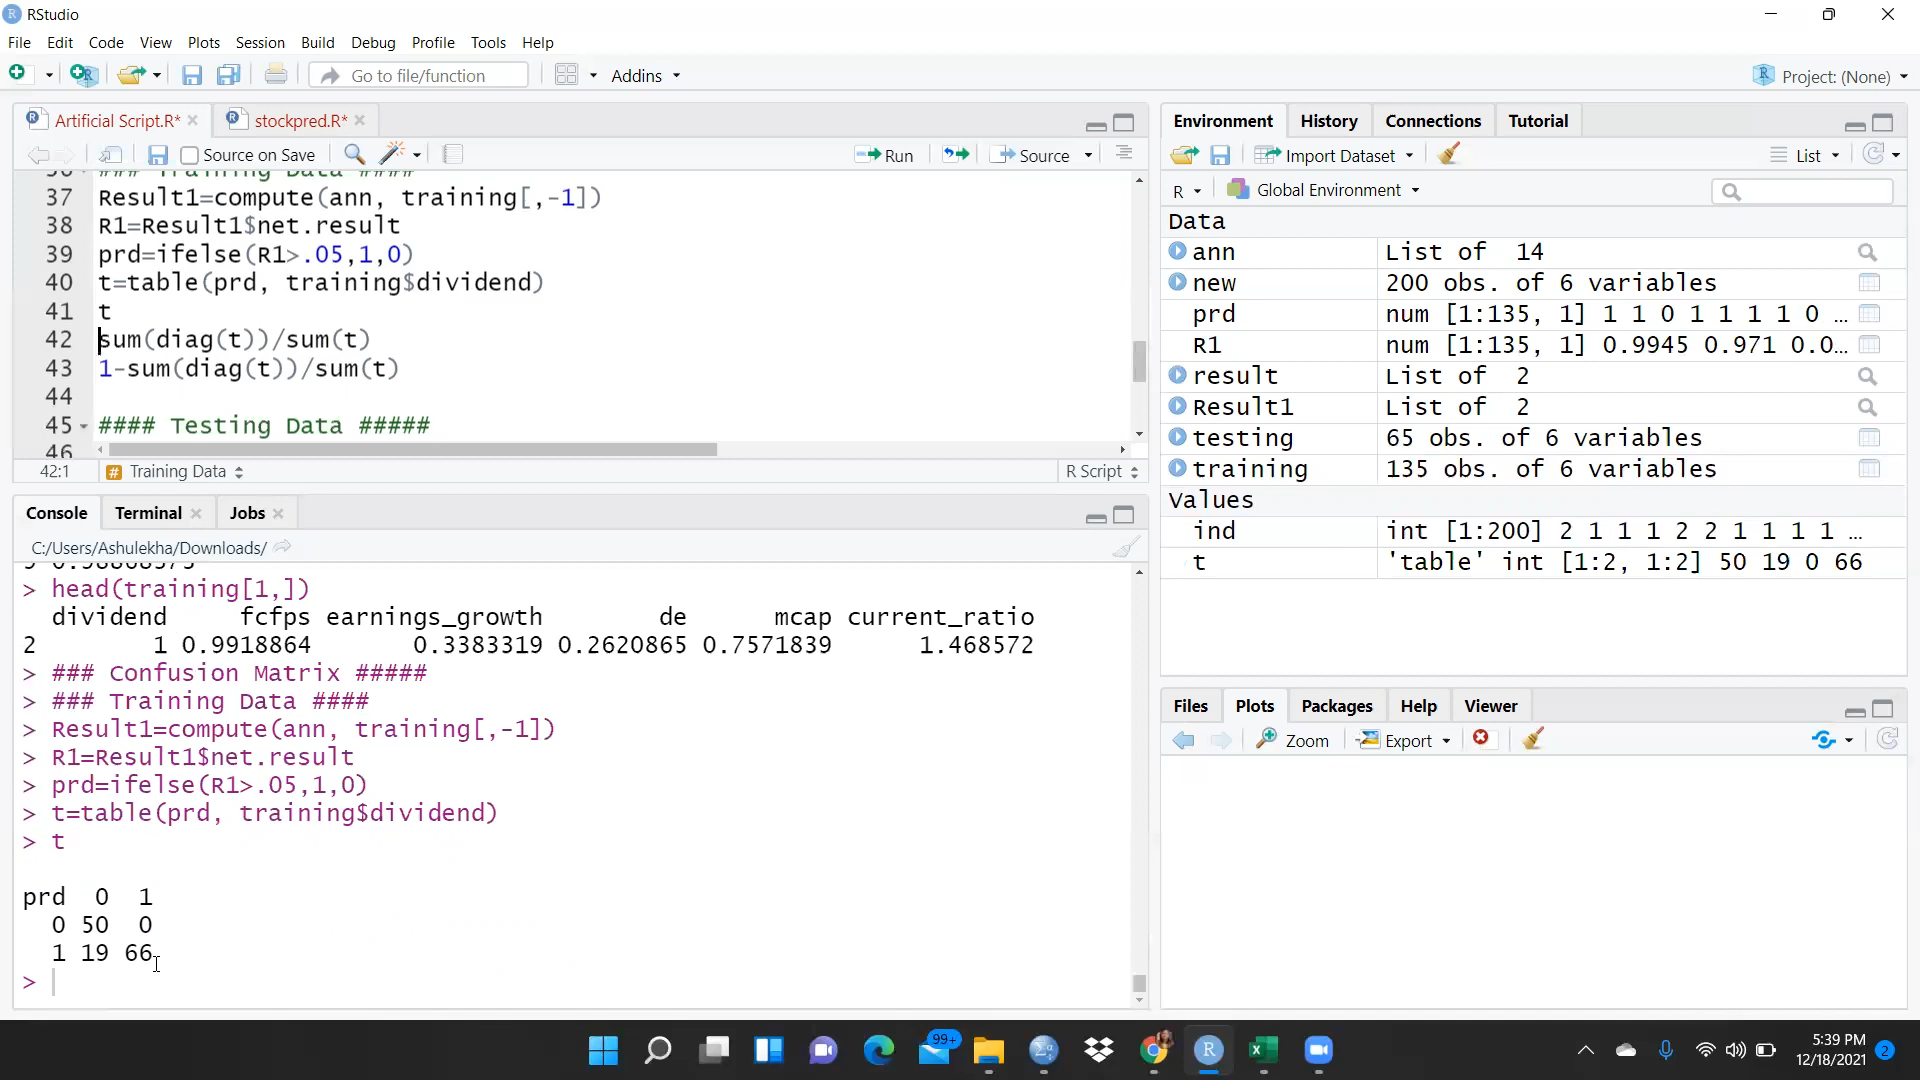 RStudio
File Edit Code View Plots Session Build Debug Profile Tools Help
Go to file/function
Addins
Project: (None)
Artificial Script.R*
stockpred.R*
Source on Save
Run
Source
### Training Data ####
37 Result1=compute(ann, training[,-1])
38 R1=Result1$net.result
39 prd=ifelse(R1>.05,1,0)
40 t=table(prd, training$dividend)
41 t
42 sum(diag(t))/sum(t)
43 1-sum(diag(t))/sum(t)
44
45 #### Testing Data #####
46
42:1 # Training Data
R Script
Console Terminal Jobs
C:/Users/Ashulekha/Downloads/
> head(training[1,])
dividend fcfps earnings_growth de mcap current_ratio
2 1 0.9918864 0.3383319 0.2620865 0.7571839 1.468572
> ### Confusion Matrix #####
> ### Training Data ####
> Result1=compute(ann, training[,-1])
> R1=Result1$net.result
> prd=ifelse(R1>.05,1,0)
> t=table(prd, training$dividend)
> t
prd 0 1
0 50 0
1 19 66
>
Environment History Connections Tutorial
Import Dataset
List
R
Global Environment
Data
ann List of 14
new 200 obs. of 6 variables
prd num [1:135, 1] 1 1 0 1 1 1 1 0 …
R1 num [1:135, 1] 0.9945 0.971 0.0…
result List of 2
Result1 List of 2
testing 65 obs. of 6 variables
training 135 obs. of 6 variables
Values
ind int [1:200] 2 1 1 1 2 2 1 1 1 1 …
t 'table' int [1:2, 1:2] 50 19 0 66
Files Plots Packages Help Viewer
Zoom
Export
99+
5:39 PM
12/18/2021
2